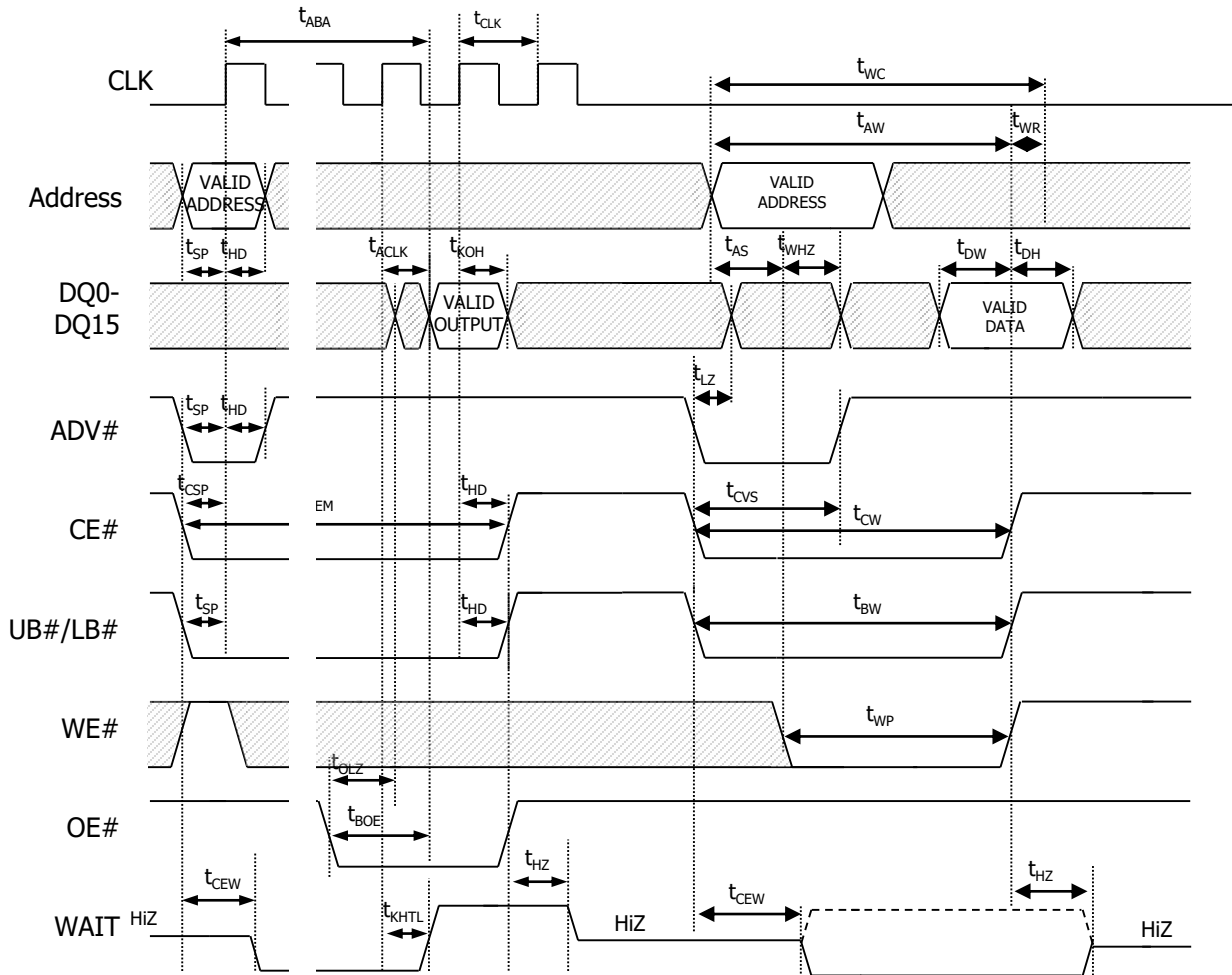 tABA
tCLK
CLK
tWC
tAW
tWR
Address
VALID
ADDRESS
VALID
ADDRESS
tSP
tHD
tACLK
tKOH
tAS
tWHZ
tDW
tDH
DQ0-
DQ15
VALID
OUTPUT
VALID
DATA
tLZ
ADV#
tSP
tHD
CE#
tCSP
EM
tHD
tCVS
tCW
UB#/LB#
tSP
tHD
tBW
WE#
tWP
tOLZ
OE#
tBOE
tHZ
tHZ
tCEW
tCEW
WAIT
HiZ
tKHTL
HiZ
HiZ